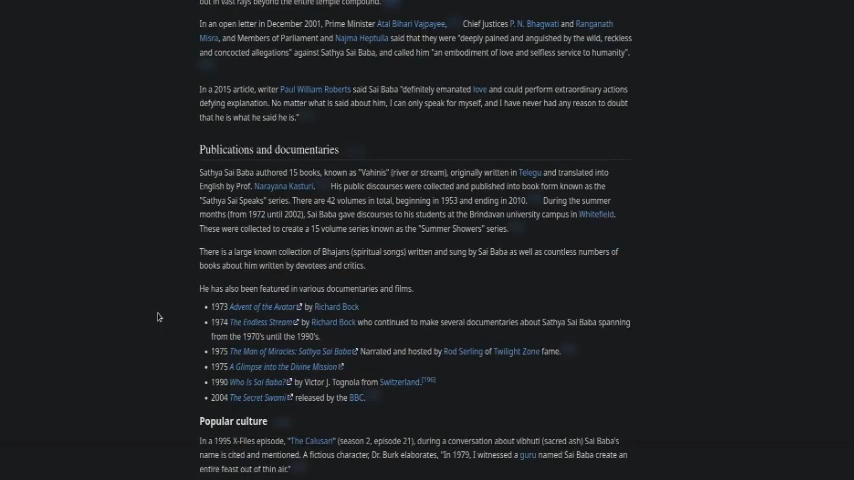 but in vast rays beyond the entire temple compound."
In an open letter in December 2001, Prime Minister Atal Bihari Vajpayee, Chief Justices P. N. Bhagwati and Ranganath
Misra, and Members of Parliament and Najma Heptulla said that they were "deeply pained and anguished by the wild, reckless
and concocted allegations" against Sathya Sai Baba, and called him "an embodiment of love and selfless service to humanity".
In a 2015 article, writer Paul William Roberts said Sai Baba "definitely emanated love and could perform extraordinary actions
defying explanation. No matter what is said about him, I can only speak for myself, and I have never had any reason to doubt
that he is what he said he is."
Publications and documentaries
Sathya Sai Baba authored 15 books, known as "Vahinis" (river or stream), originally written in Telegu and translated into
English by Prof. Narayana Kasturi. His public discourses were collected and published into book form known as the
"Sathya Sai Speaks" series. There are 42 volumes in total, beginning in 1953 and ending in 2010. During the summer
months (from 1972 until 2002), Sai Baba gave discourses to his students at the Brindavan university campus in Whitefield.
These were collected to create a 15 volume series known as the "Summer Showers" series.
There is a large known collection of Bhajans (spiritual songs) written and sung by Sai Baba as well as countless numbers of
books about him written by devotees and critics.
He has also been featured in various documentaries and films.
• 1973 Advent of the Avatar by Richard Bock
• 1974 The Endless Stream by Richard Bock who continued to make several documentaries about Sathya Sai Baba spanning
from the 1970's until the 1990's.
• 1975 The Man of Miracles: Sathya Sai Baba Narrated and hosted by Rod Serling of Twilight Zone fame.
• 1975 A Glimpse into the Divine Mission
• 1990 Who Is Sai Baba? by Victor J. Tognola from Switzerland.[196]
• 2004 The Secret Swami released by the BBC.
Popular culture
In a 1995 X-Files episode, "The Calusari" (season 2, episode 21), during a conversation about vibhuti (sacred ash) Sai Baba's
name is cited and mentioned. A fictional character, Dr. Burk elaborates, "In 1979, I witnessed a guru named Sai Baba create an
entire feast out of thin air."